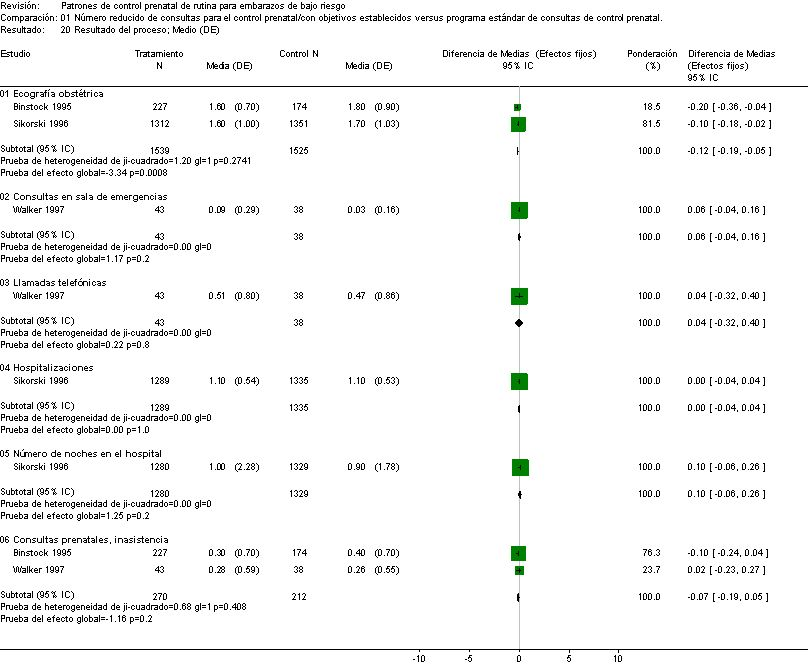 Revisión: Patrones de control prenatal de rutina para embarazos de bajo riesgo
Comparación: 01 Número reducido de consultas para el control prenatal/con objetivos establecidos versus programa estándar de consultas de control prenatal.
Resultado: 20 Resultado del proceso; Medio (DE)
Estudio Tratamiento Control N Diferencia de Medias (Efectos fijos) Ponderación Diferencia de Medias
N Media (DE) Media (DE) 95% IC (%) (Efectos fijos)
95% IC
01 Ecografía obstétrica
Binstock 1995 227 1.60 (0.70) 174 1.80 (0.90) 18.5 -0.20 [-0.36, -0.04]
Sikorski 1996 1312 1.60 (1.00) 1351 1.70 (1.03) 81.5 -0.10 [-0.18, -0.02]
Subtotal (95% IC) 1539 1525 100.0 -0.12 [-0.19, -0.05]
Prueba de heterogeneidad de ji-cuadrado=1.20 gl=1 p=0.2741
Prueba del efecto global=-3.34 p=0.0008
02 Consultas en sala de emergencias
Walker 1997 43 0.09 (0.29) 38 0.03 (0.16) 100.0 0.06 [-0.04, 0.16]
Subtotal (95% IC) 43 38 100.0 0.06 [-0.04, 0.16]
Prueba de heterogeneidad de ji-cuadrado=0.00 gl=0
Prueba del efecto global=1.17 p=0.2
03 Llamadas telefónicas
Walker 1997 43 0.51 (0.80) 38 0.47 (0.86) 100.0 0.04 [-0.32, 0.40]
Subtotal (95% IC) 43 38 100.0 0.04 [-0.32, 0.40]
Prueba de heterogeneidad de ji-cuadrado=0.00 gl=0
Prueba del efecto global=0.22 p=0.8
04 Hospitalizaciones
Sikorski 1996 1289 1.10 (0.54) 1335 1.10 (0.53) 100.0 0.00 [-0.04, 0.04]
Subtotal (95% IC) 1289 1335 100.0 0.00 [-0.04, 0.04]
Prueba de heterogeneidad de ji-cuadrado=0.00 gl=0
Prueba del efecto global=0.00 p=1.0
05 Número de noches en el hospital
Sikorski 1996 1280 1.00 (2.28) 1329 0.90 (1.78) 100.0 0.10 [-0.06, 0.26]
Subtotal (95% IC) 1280 1329 100.0 0.10 [-0.06, 0.26]
Prueba de heterogeneidad de ji-cuadrado=0.00 gl=0
Prueba del efecto global=1.25 p=0.2
06 Consultas prenatales, inasistencia
Binstock 1995 227 0.30 (0.70) 174 0.40 (0.70) 76.3 -0.10 [-0.24, 0.04]
Walker 1997 43 0.28 (0.59) 38 0.26 (0.55) 23.7 0.02 [-0.23, 0.27]
Subtotal (95% IC) 270 212 100.0 -0.07 [-0.19, 0.05]
Prueba de heterogeneidad de ji-cuadrado=0.68 gl=1 p=0.408
Prueba del efecto global=-1.16 p=0.2
-10 -5 0 5 10